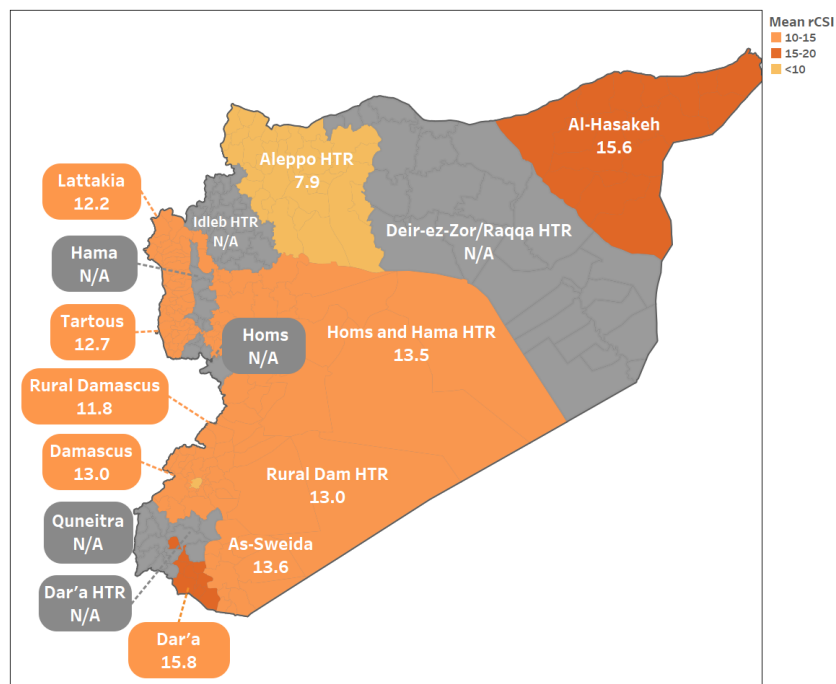 Mean rCSI
10-15
15-20
<10
Al-Hasakeh
15.6
Aleppo HTR
7.9
Lattakia
12.2
Idleb HTR
N/A
Deir-ez-Zor/Raqqa HTR
N/A
Hama
N/A
Tartous
12.7
Homs
N/A
Homs and Hama HTR
13.5
Rural Damascus
11.8
Damascus
13.0
Rural Dam HTR
13.0
Quneitra
N/A
As-Sweida
13.6
Dar'a HTR
N/A
Dar'a
15.8